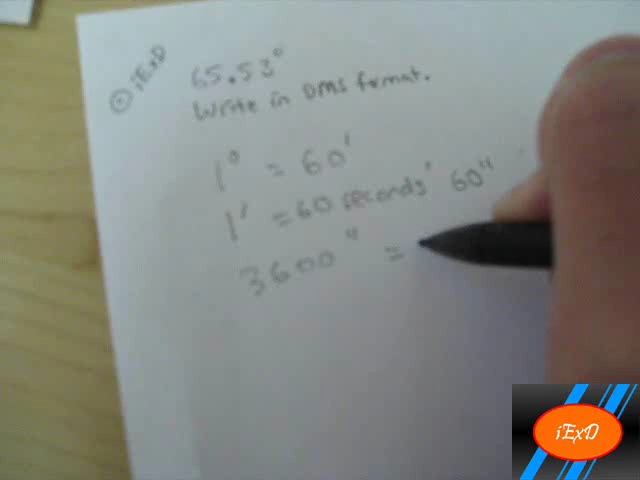 © iExD
65.53°
Write in DMS format.
1° = 60'
1' = 60 seconds" 60"
3600" =
iExD